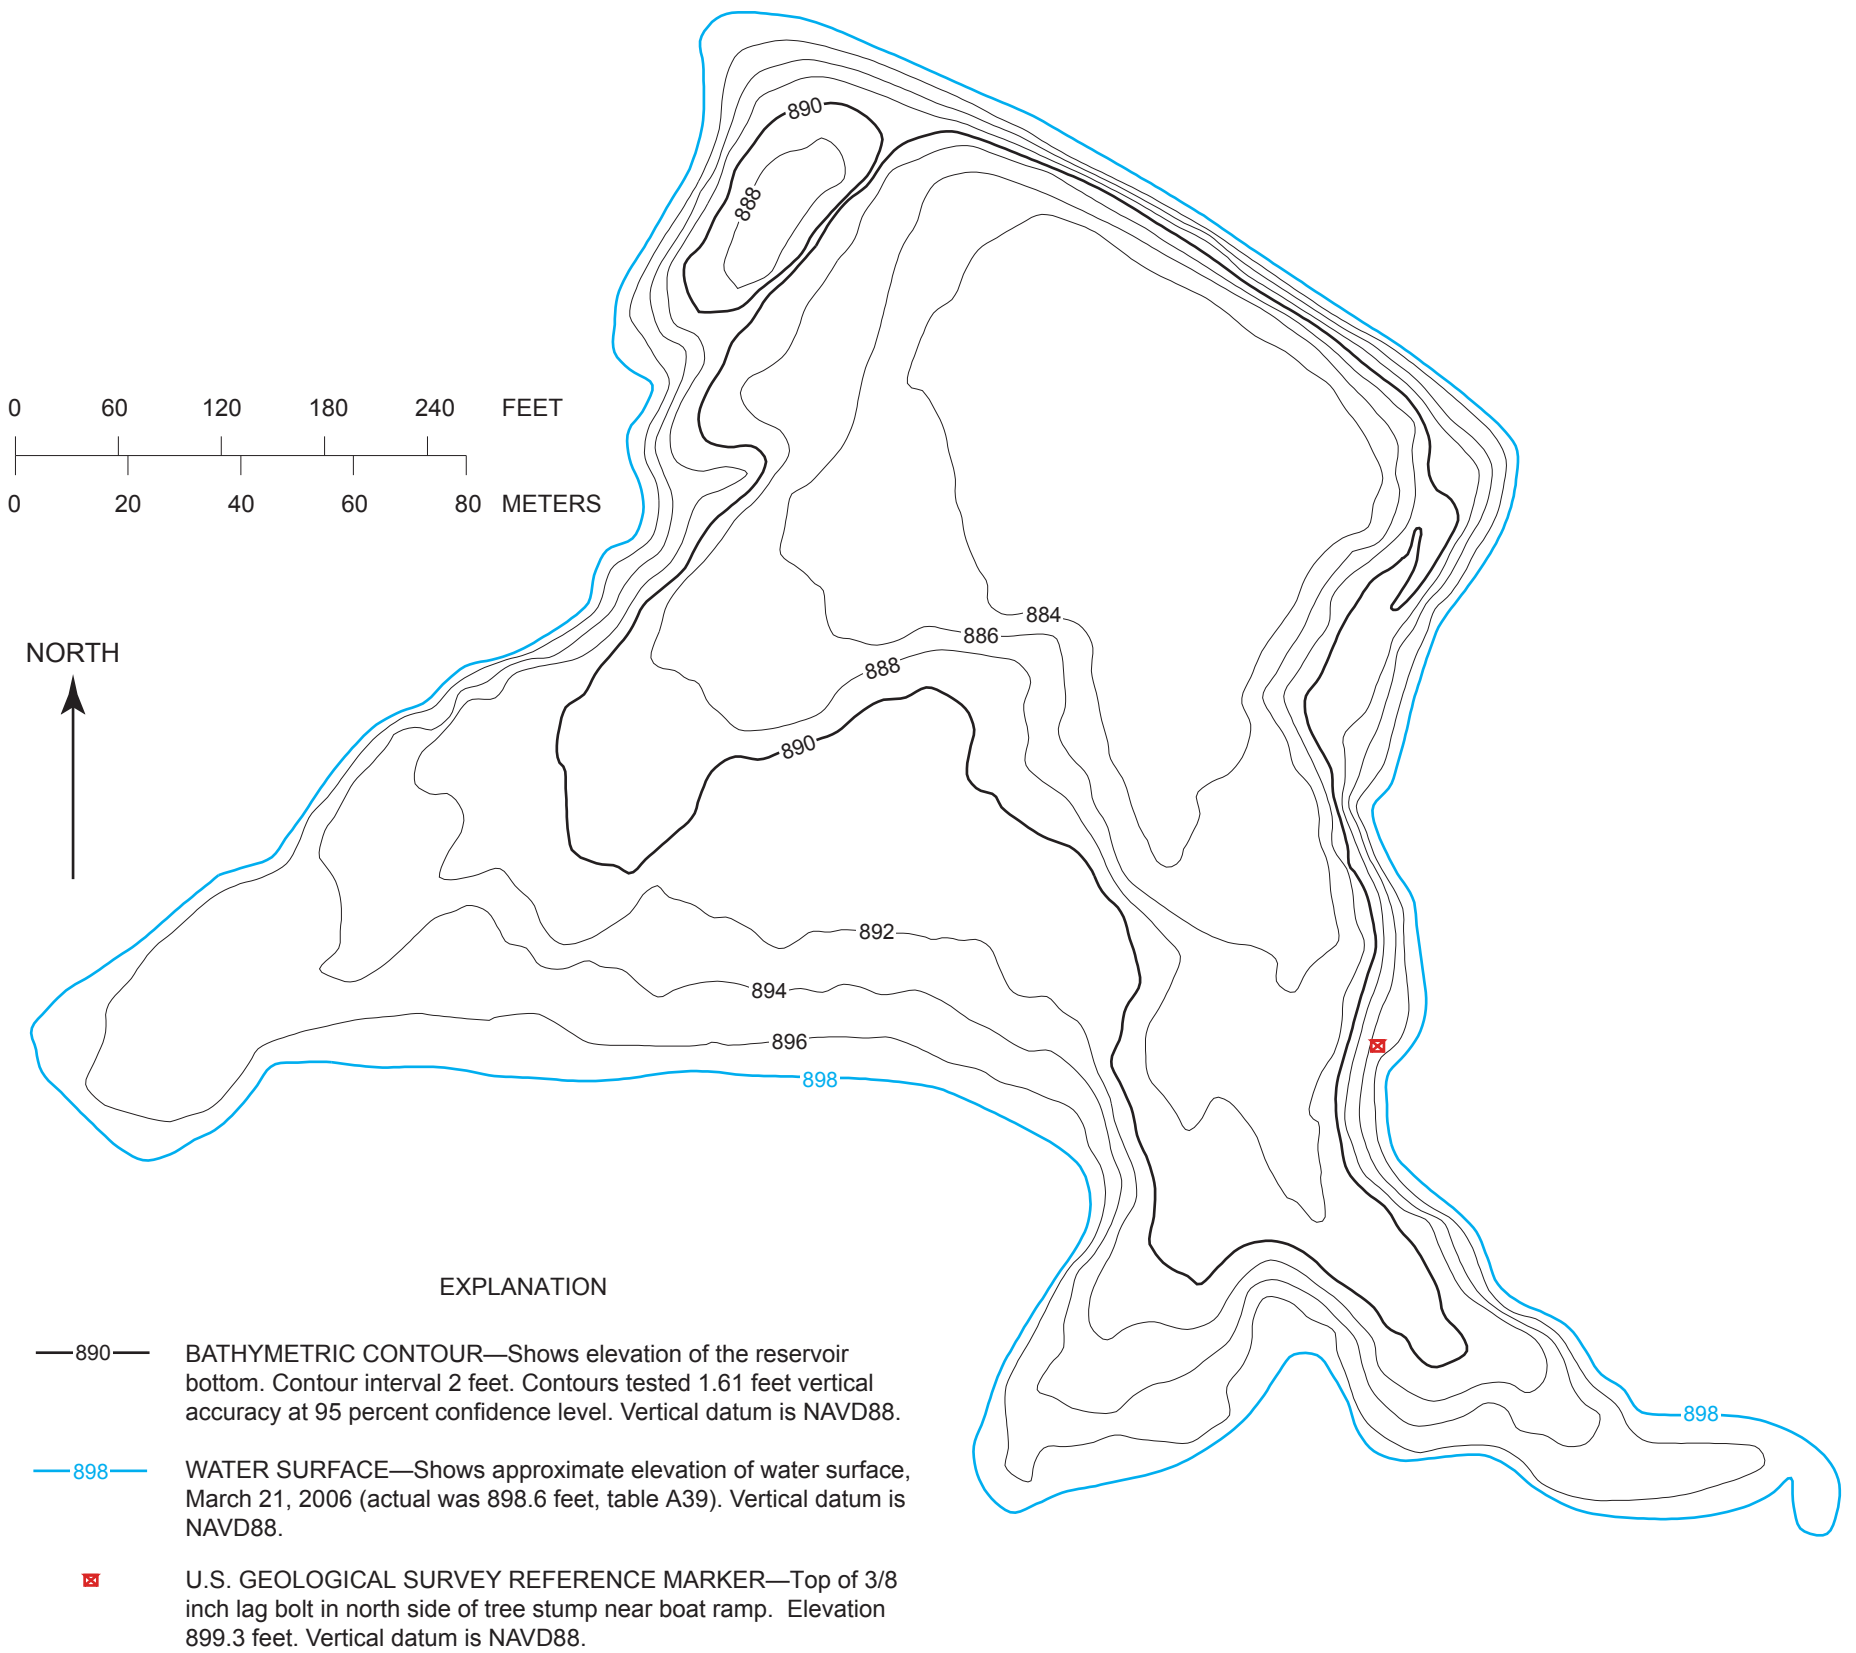 890
888
0 60 120 180 240 FEET
0 20 40 60 80 METERS
884
886
NORTH
888
890
892
894
896
898
EXPLANATION
890 BATHYMETRIC CONTOUR—Shows elevation of the reservoir
bottom. Contour interval 2 feet. Contours tested 1.61 feet vertical
accuracy at 95 percent confidence level. Vertical datum is NAVD88.
898
898 WATER SURFACE—Shows approximate elevation of water surface,
March 21, 2006 (actual was 898.6 feet, table A39). Vertical datum is
NAVD88.
U.S. GEOLOGICAL SURVEY REFERENCE MARKER—Top of 3/8
inch lag bolt in north side of tree stump near boat ramp. Elevation
899.3 feet. Vertical datum is NAVD88.